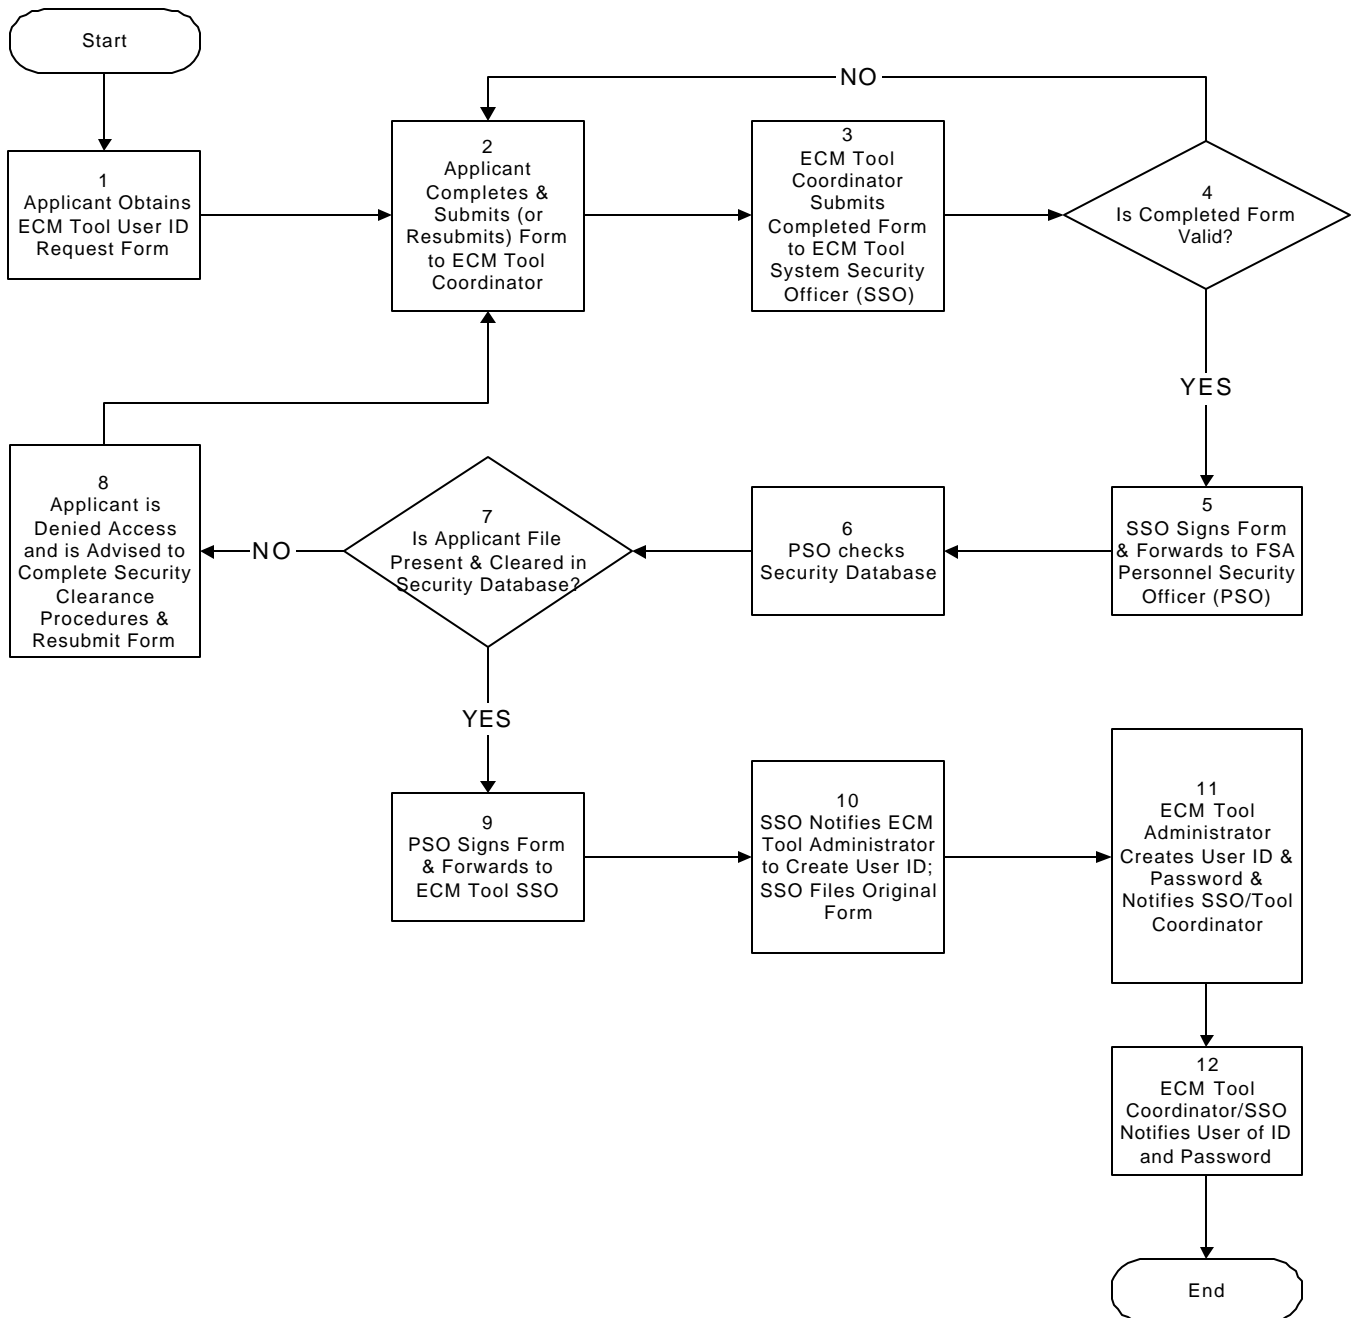 Start
NO
1
Applicant Obtains
ECM Tool User ID
Request Form
2
Applicant
Completes &
Submits (or
Resubmits) Form
to ECM Tool
Coordinator
3
ECM Tool
Coordinator
Submits
Completed Form
to ECM Tool
System Security
Officer (SSO)
4
Is Completed Form
Valid?
YES
5
SSO Signs Form
& Forwards to FSA
Personnel Security
Officer (PSO)
6
PSO checks
Security Database
7
Is Applicant File
Present & Cleared in
Security Database?
NO
8
Applicant is
Denied Access
and is Advised to
Complete Security
Clearance
Procedures &
Resubmit Form
YES
9
PSO Signs Form
& Forwards to
ECM Tool SSO
10
SSO Notifies ECM
Tool Administrator
to Create User ID;
SSO Files Original
Form
11
ECM Tool
Administrator
Creates User ID &
Password &
Notifies SSO/Tool
Coordinator
12
ECM Tool
Coordinator/SSO
Notifies User of ID
and Password
End